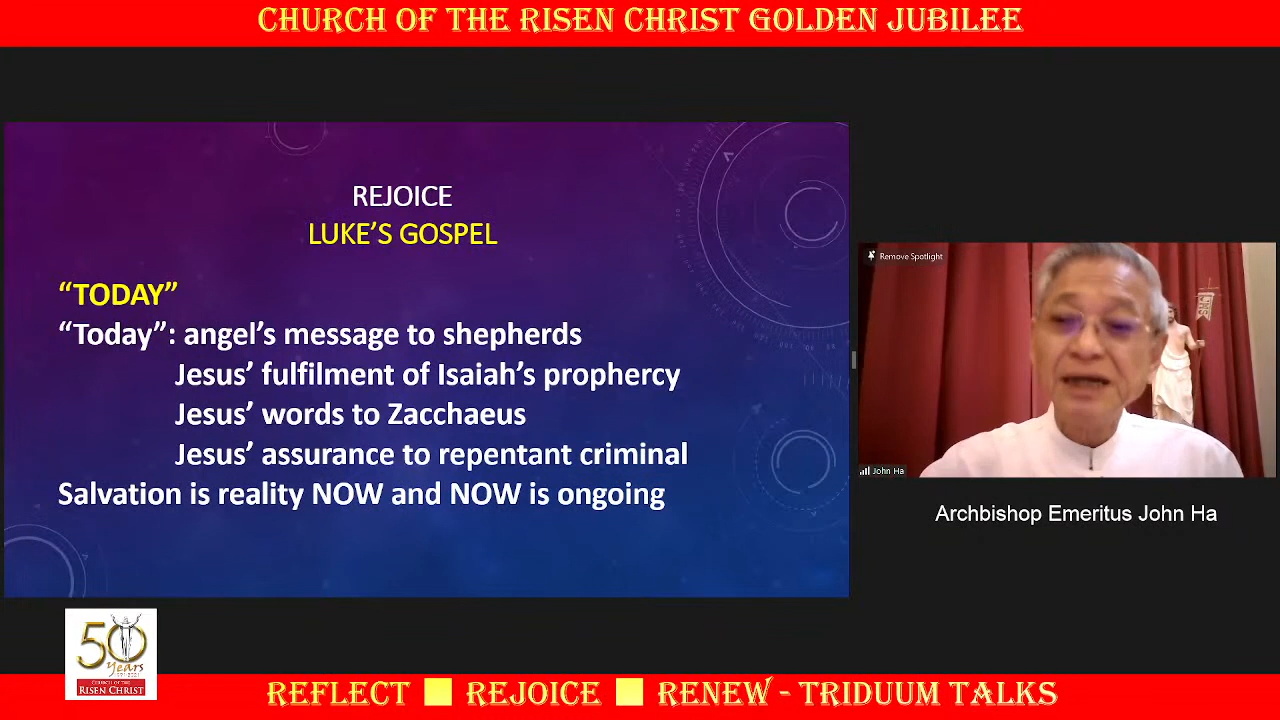 CHURCH OF THE RISEN CHRIST GOLDEN JUBILEE
REJOICE
LUKE'S GOSPEL
“TODAY”
“Today”: angel’s message to shepherds
Jesus’ fulfilment of Isaiah’s prophercy
Jesus’ words to Zacchaeus
Jesus’ assurance to repentant criminal
Salvation is reality NOW and NOW is ongoing
Remove Spotlight
John Ha
Archbishop Emeritus John Ha
50
Years
CHURCH OF THE
RISEN CHRIST
REFLECT REJOICE RENEW - TRIDUUM TALKS